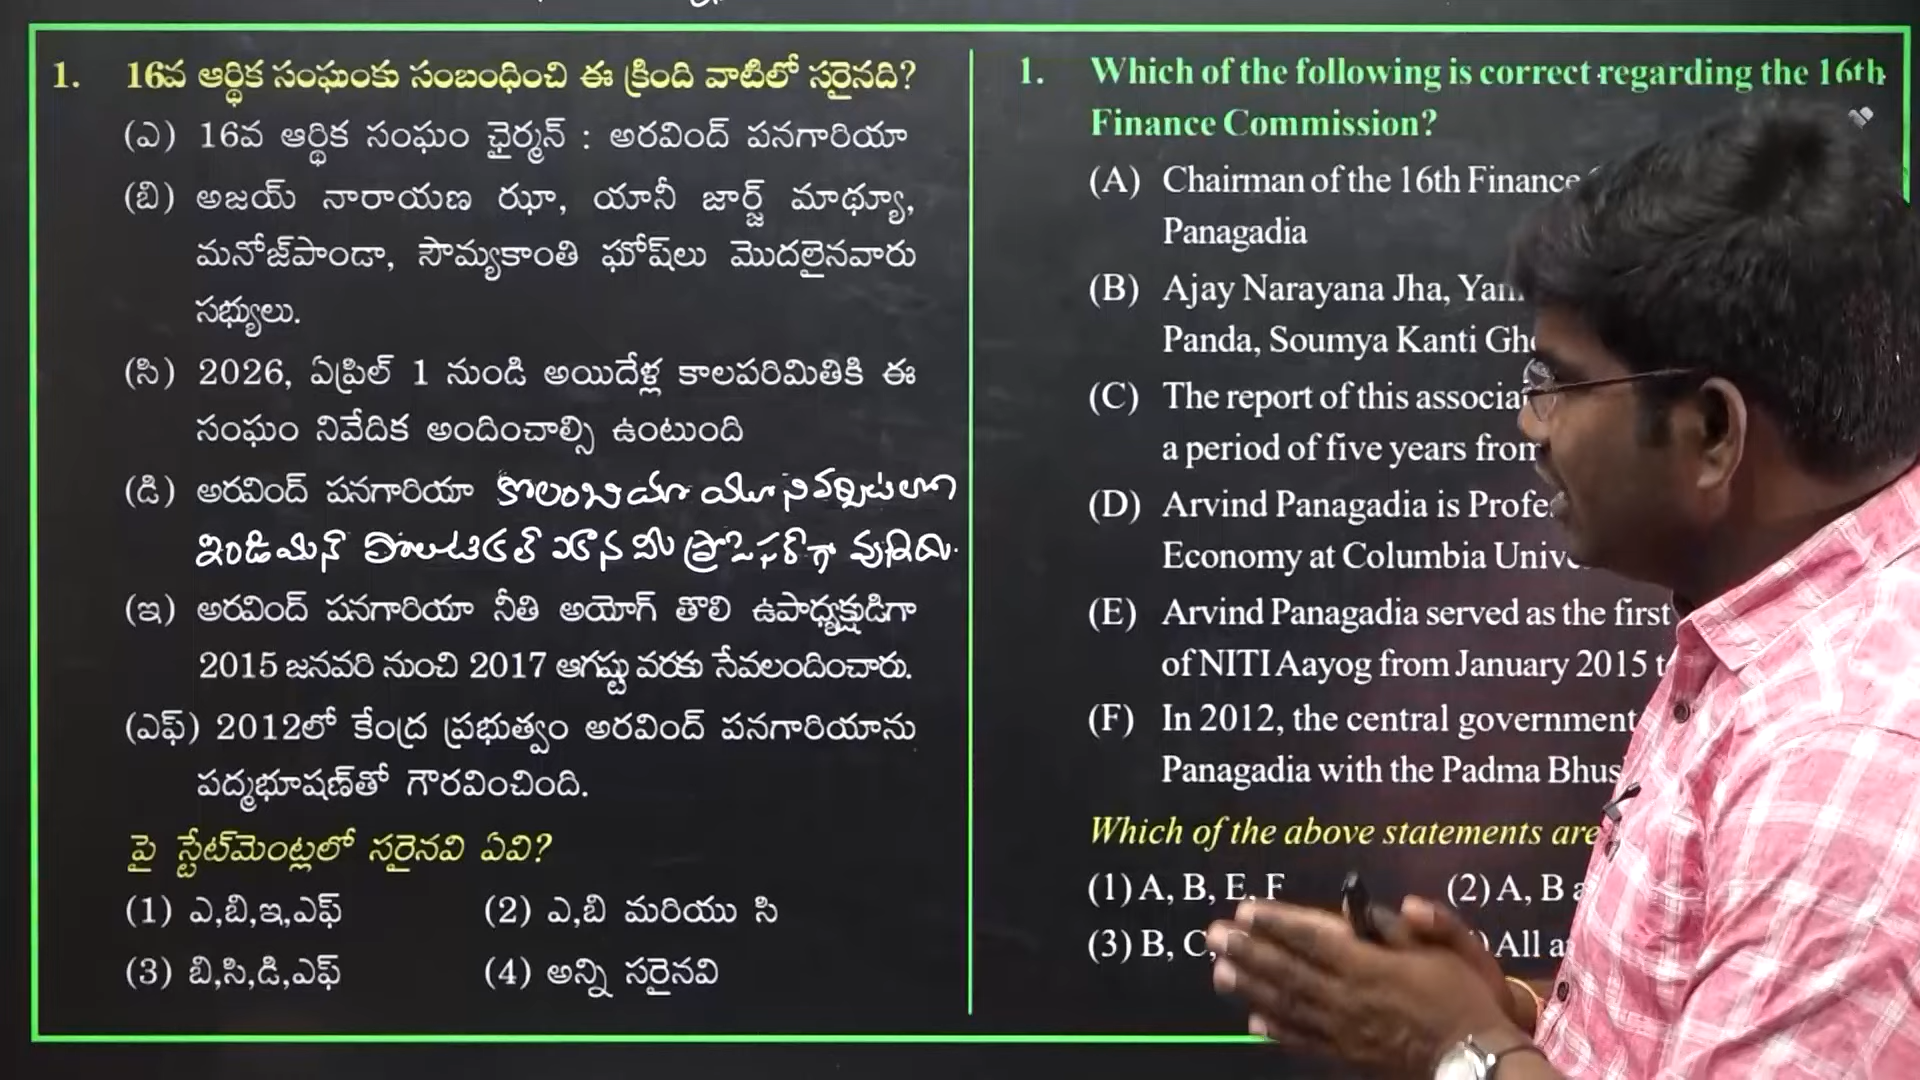 1. 16వ ఆర్థిక సంఘంకు సంబంధించి ఈ క్రింది వాటిలో సరైనది?
(ఎ) 16వ ఆర్థిక సంఘం ఛైర్మన్ : అరవింద్ పనగారియా
(బి) అజయ్ నారాయణ ఝా, యానీ జార్జ్ మాథ్యూ,
మనోజ్‌పాండా, సౌమ్యకాంతి ఘోష్‌లు మొదలైనవారు
సభ్యులు.
(సి) 2026, ఏప్రిల్ 1 నుండి అయిదేళ్ల కాలపరిమితికి ఈ
సంఘం నివేదిక అందించాల్సి ఉంటుంది
(డి) అరవింద్ పనగారియా కొలంబియా యూనివర్సిటీలో
ఇండియన్ పొలిటికల్
(ఇ) అరవింద్ పనగారియా నీతి అయోగ్ తొలి ఉపాధ్యక్షుడిగా
2015 జనవరి నుంచి 2017 ఆగష్టు వరకు సేవలందించారు.
(ఎఫ్) 2012లో కేంద్ర ప్రభుత్వం అరవింద్ పనగారియాను
పద్మభూషణ్‌తో గౌరవించింది.
పై స్టేట్‌మెంట్లలో సరైనవి ఏవి?
(1) ఎ,బి,ఇ,ఎఫ్ (2) ఎ,బి మరియు సి
(3) బి,సి,డి,ఎఫ్ (4) అన్ని సరైనవి
1. Which of the following is correct regarding the 16th
Finance Commission?
(A) Chairman of the 16th Finance
Panagadia
(B) Ajay Narayana Jha,
Panda, Soumya Kanti
(C) The report of this
a period of five years from
(D) Arvind Panagadia is
Economy at Columbia
(E) Arvind Panagadia served as the first
of NITI Aayog from January 2015
(F) In 2012, the central government
Panagadia with the Padma
Which of the above statements are
(1) A, B, E, F (2) A, B
(3) B, C, All